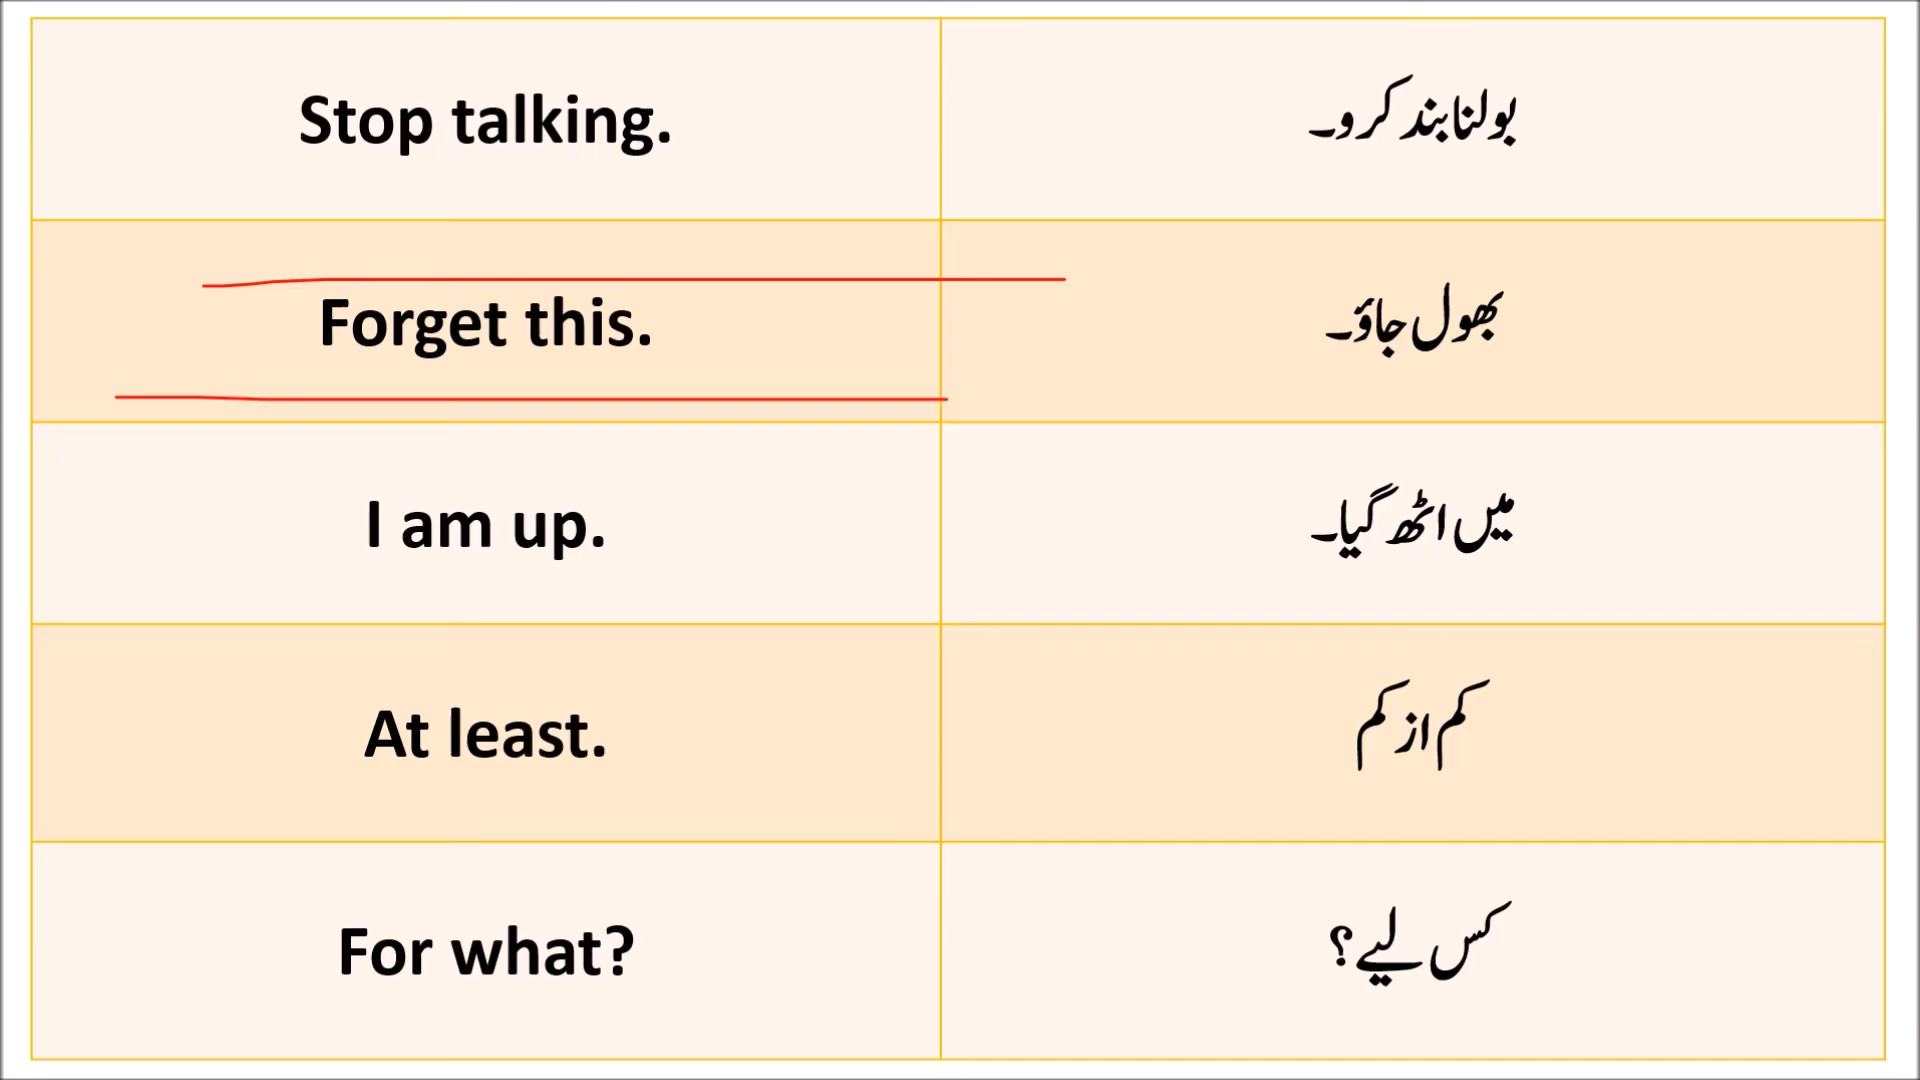 Stop talking.
بولنا بند کرو۔
Forget this.
بھول جاؤ۔
I am up.
میں اٹھ گیا۔
At least.
کم از کم
For what?
کس لیے؟